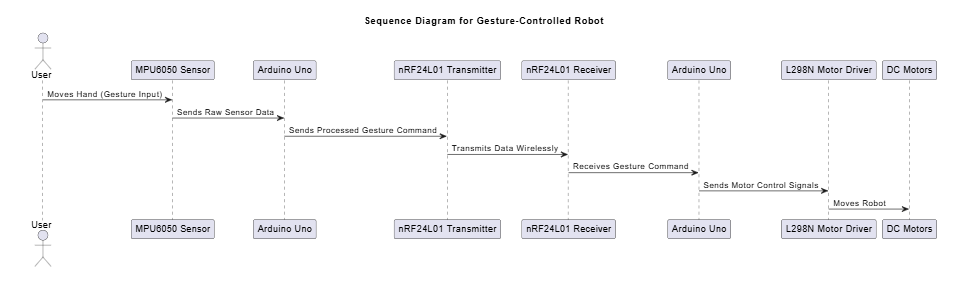 Sequence Diagram for Gesture-Controlled Robot
User
MPU6050 Sensor
Arduino Uno
nRF24L01 Transmitter
nRF24L01 Receiver
Arduino Uno
L298N Motor Driver
DC Motors
Moves Hand (Gesture Input)
Sends Raw Sensor Data
Sends Processed Gesture Command
Transmits Data Wirelessly
Receives Gesture Command
Sends Motor Control Signals
Moves Robot
User
MPU6050 Sensor
Arduino Uno
nRF24L01 Transmitter
nRF24L01 Receiver
Arduino Uno
L298N Motor Driver
DC Motors